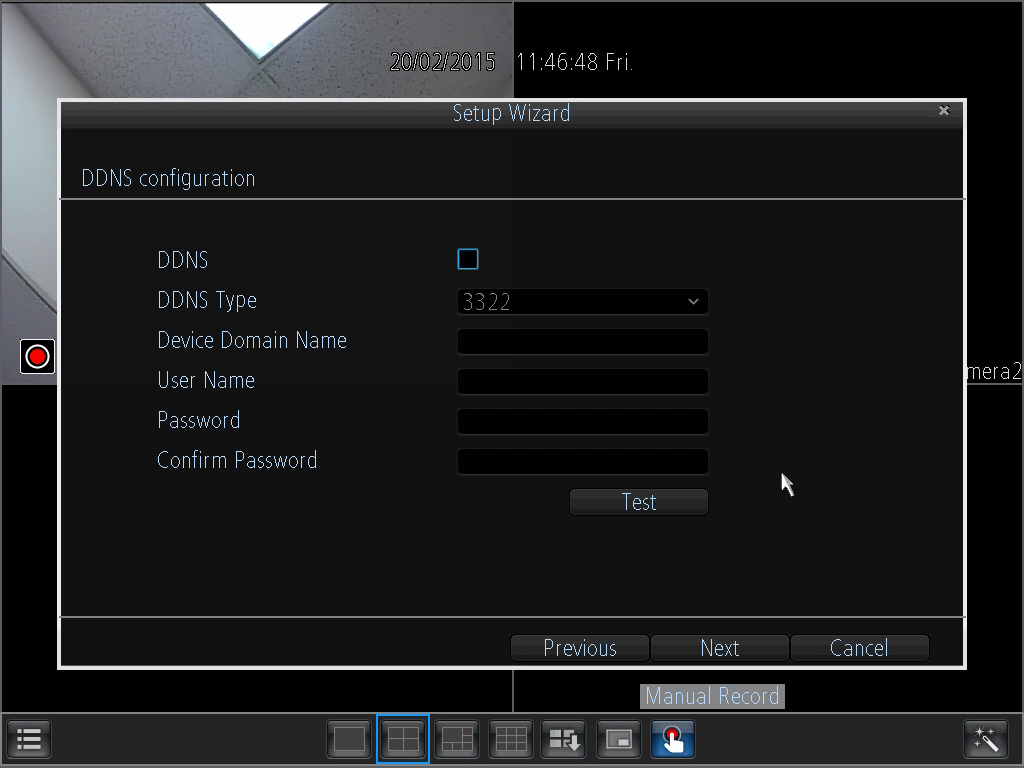 20/02/2015 11:46:48 Fri.
Setup Wizard
DDNS configuration
DDNS
DDNS Type 3322
Device Domain Name
User Name
Password
Confirm Password
Test
mera2
Previous Next Cancel
Manual Record